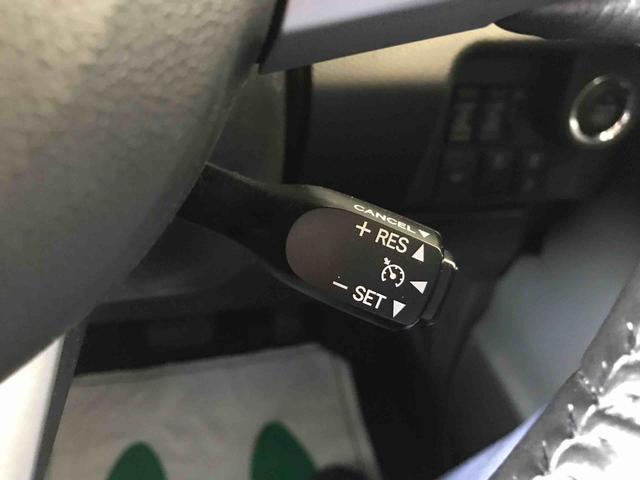 CANCEL▼
+ RES▲
− SET▼